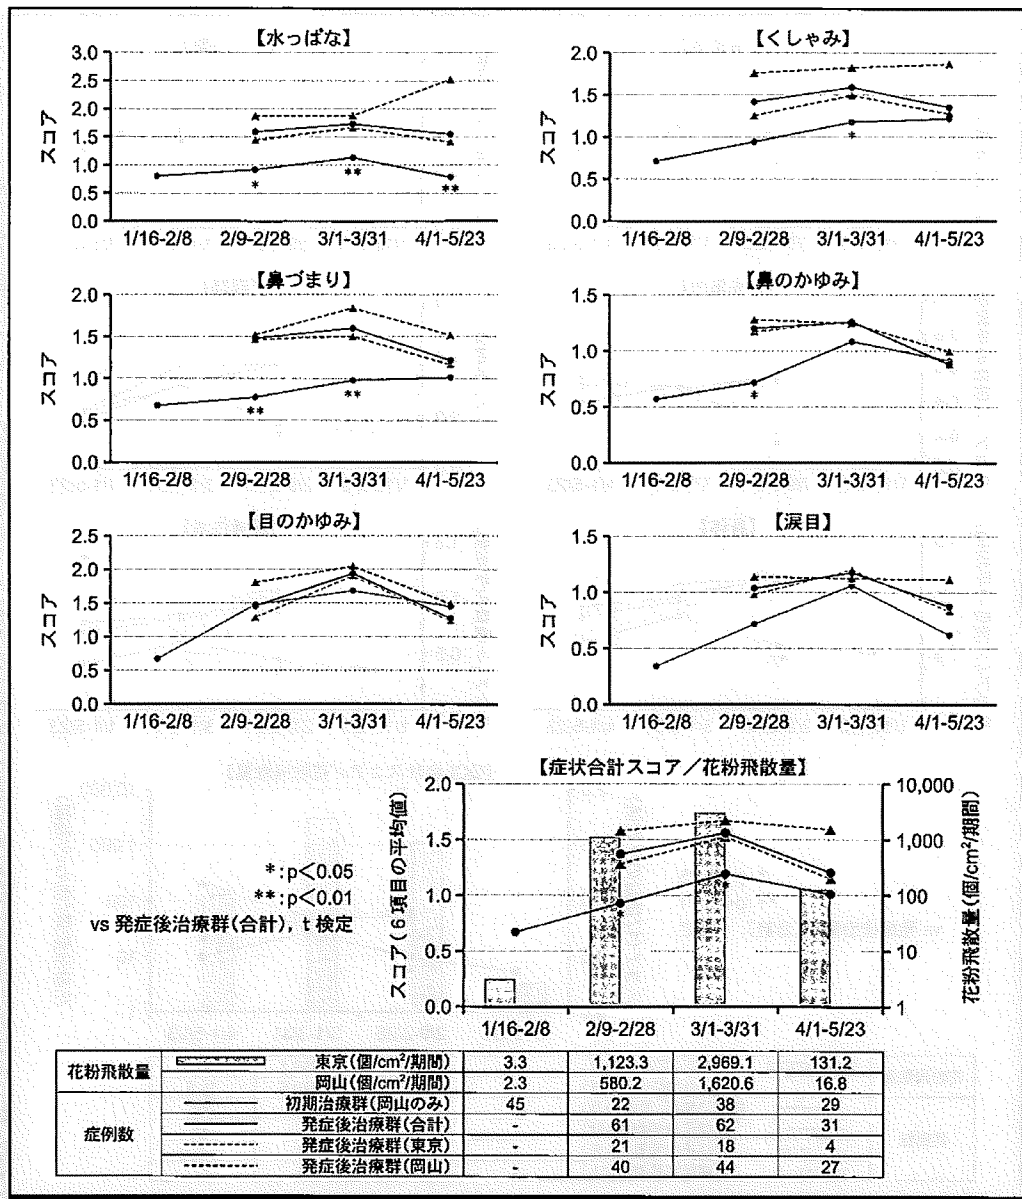 【水っぱな】
スコア
3.0
2.5
2.0
1.5
1.0
0.5
0.0
* ** **
1/16-2/8 2/9-2/28 3/1-3/31 4/1-5/23
【くしゃみ】
スコア
2.0
1.5
1.0
0.5
0.0
*
1/16-2/8 2/9-2/28 3/1-3/31 4/1-5/23
【鼻づまり】
スコア
2.0
1.5
1.0
0.5
0.0
** **
1/16-2/8 2/9-2/28 3/1-3/31 4/1-5/23
【鼻のかゆみ】
スコア
1.5
1.0
0.5
0.0
*
1/16-2/8 2/9-2/28 3/1-3/31 4/1-5/23
【目のかゆみ】
スコア
2.5
2.0
1.5
1.0
0.5
0.0
1/16-2/8 2/9-2/28 3/1-3/31 4/1-5/23
【涙目】
スコア
1.5
1.0
0.5
0.0
1/16-2/8 2/9-2/28 3/1-3/31 4/1-5/23
*:p<0.05
**:p<0.01
vs 発症後治療群(合計), t 検定
【症状合計スコア/花粉飛散量】
スコア(6項目の平均値)
2.0
1.5
1.0
0.5
0.0
* *
10,000
1,000
100
10
1
花粉飛散量(個/cm²/期間)
1/16-2/8 2/9-2/28 3/1-3/31 4/1-5/23
花粉飛散量 東京(個/cm²/期間) 3.3 1,123.3 2,969.1 131.2
岡山(個/cm²/期間) 2.3 580.2 1,620.6 16.8
症例数 初期治療群(岡山のみ) 45 22 38 29
発症後治療群(合計) - 61 62 31
発症後治療群(東京) - 21 18 4
発症後治療群(岡山) - 40 44 27